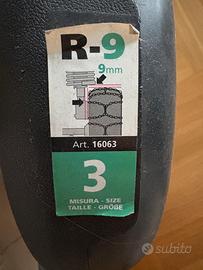 R-9
9mm
Art. 16063
3
MISURA - SIZE
TAILLE - GRÖßE
subito